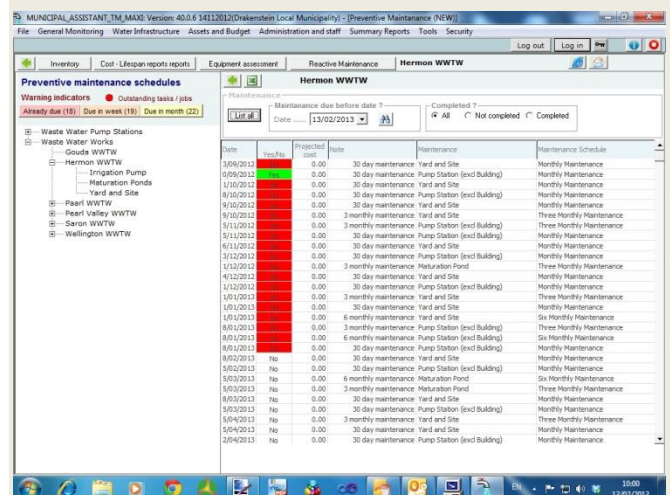 MUNICIPAL_ASSISTANT_TM_MAXI: Version: 40.0.6 14112012(Drakenstein Local Municipality) - [Preventive Maintanance (NEW)]
File General Monitoring Water Infrastructure Assets and Budget Administration and staff Summary Reports Tools Security
Log out Log in
Inventory Cost - Lifespan reports reports Equipment assessment Reactive Maintenance Hermon WWTW
Preventive maintenance schedules
Warning indicators Outstanding tasks / jobs
Already due (18) Due in week (19) Due in month (22)
Waste Water Pump Stations
Waste Water Works
Gouda WWTW
Hermon WWTW
Irrigation Pump
Maturation Ponds
Yard and Site
Paarl WWTW
Pearl Valley WWTW
Saron WWTW
Wellington WWTW
Hermon WWTW
Maintenance
List all
Maintanance due before date ?
Date ..... 13/02/2013
Completed ?
All Not completed Completed
Date Yes/No Projected cost Note Maintenance Maintenance Schedule
3/09/2012 0.00 30 day maintenance Yard and Site Monthly Maintenance
0/09/2012 Yes 0.00 30 day maintenance Pump Station (excl Building) Monthly Maintenance
1/10/2012 0.00 30 day maintenance Yard and Site Monthly Maintenance
8/10/2012 0.00 30 day maintenance Pump Station (excl Building) Monthly Maintenance
9/10/2012 0.00 30 day maintenance Yard and Site Monthly Maintenance
9/10/2012 0.00 3 monthly maintenance Yard and Site Three Monthly Maintenance
5/11/2012 0.00 3 monthly maintenance Pump Station (excl Building) Three Monthly Maintenance
5/11/2012 0.00 30 day maintenance Pump Station (excl Building) Monthly Maintenance
6/11/2012 0.00 30 day maintenance Yard and Site Monthly Maintenance
3/12/2012 0.00 30 day maintenance Pump Station (excl Building) Monthly Maintenance
1/12/2012 0.00 3 monthly maintenance Maturation Pond Three Monthly Maintenance
4/12/2012 0.00 30 day maintenance Yard and Site Monthly Maintenance
1/12/2012 0.00 30 day maintenance Pump Station (excl Building) Monthly Maintenance
1/01/2013 0.00 3 monthly maintenance Yard and Site Three Monthly Maintenance
1/01/2013 0.00 30 day maintenance Yard and Site Monthly Maintenance
1/01/2013 0.00 6 monthly maintenance Yard and Site Six Monthly Maintenance
8/01/2013 0.00 3 monthly maintenance Pump Station (excl Building) Three Monthly Maintenance
8/01/2013 0.00 6 monthly maintenance Pump Station (excl Building) Six Monthly Maintenance
8/01/2013 0.00 30 day maintenance Pump Station (excl Building) Monthly Maintenance
8/02/2013 No 0.00 30 day maintenance Yard and Site Monthly Maintenance
5/02/2013 No 0.00 30 day maintenance Pump Station (excl Building) Monthly Maintenance
5/03/2013 No 0.00 6 monthly maintenance Maturation Pond Six Monthly Maintenance
5/03/2013 No 0.00 3 monthly maintenance Maturation Pond Three Monthly Maintenance
8/03/2013 No 0.00 30 day maintenance Yard and Site Monthly Maintenance
5/03/2013 No 0.00 30 day maintenance Pump Station (excl Building) Monthly Maintenance
5/04/2013 No 0.00 3 monthly maintenance Yard and Site Three Monthly Maintenance
5/04/2013 No 0.00 30 day maintenance Yard and Site Monthly Maintenance
2/04/2013 No 0.00 30 day maintenance Pump Station (excl Building) Monthly Maintenance
EN 10:00
13/02/2013